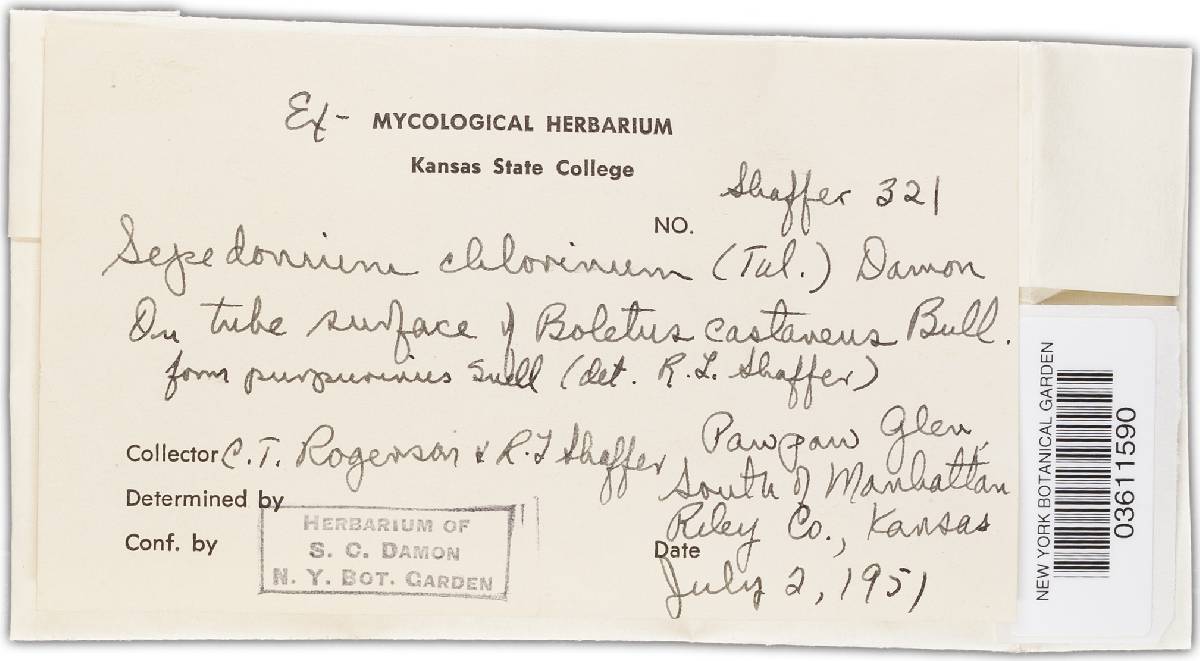 Ex- MYCOLOGICAL HERBARIUM
Kansas State College
NO. Shaffer 321
Sepedonium chlorinum (Tul.) Damon
On tube surface of Boletus castaneus Bull.
form purpurinus Snell (det. R. L. Shaffer)
Collector C. T. Rogerson & R. L Shaffer
Pawpaw Glen,
South of Manhattan
Riley Co., Kansas
Determined by
Conf. by
Date July 2, 1951
HERBARIUM OF
S. C. DAMON
N. Y. BOT. GARDEN
NEW YORK BOTANICAL GARDEN
03611590